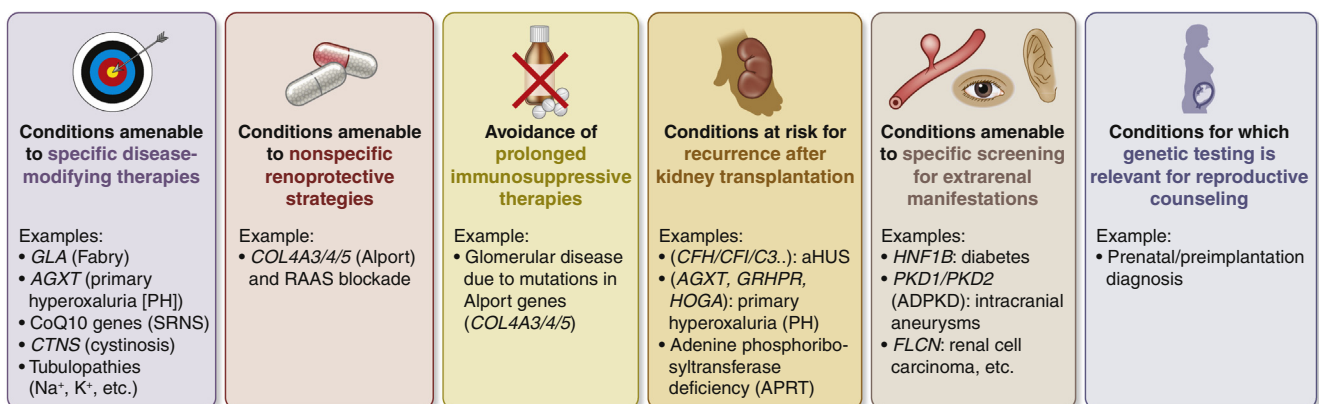 Conditions amenable
to specific disease-
modifying therapies
Examples:
• GLA (Fabry)
• AGXT (primary
hyperoxaluria [PH])
• CoQ10 genes (SRNS)
• CTNS (cystinosis)
• Tubulopathies
(Na⁺, K⁺, etc.)
Conditions amenable
to nonspecific
renoprotective
strategies
Example:
• COL4A3/4/5 (Alport)
and RAAS blockade
Avoidance of
prolonged
immunosuppressive
therapies
Example:
• Glomerular disease
due to mutations in
Alport genes
(COL4A3/4/5)
Conditions at risk for
recurrence after
kidney transplantation
Examples:
• (CFH/CFI/C3..): aHUS
• (AGXT, GRHPR,
HOGA): primary
hyperoxaluria (PH)
• Adenine phosphoribo-
syltransferase
deficiency (APRT)
Conditions amenable
to specific screening
for extrarenal
manifestations
Examples:
• HNF1B: diabetes
• PKD1/PKD2
(ADPKD): intracranial
aneurysms
• FLCN: renal cell
carcinoma, etc.
Conditions for which
genetic testing is
relevant for reproductive
counseling
Example:
• Prenatal/preimplantation
diagnosis